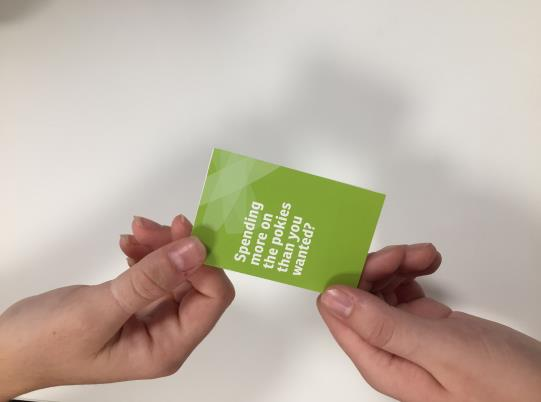 Spending
more on
the pokies
than you
wanted?